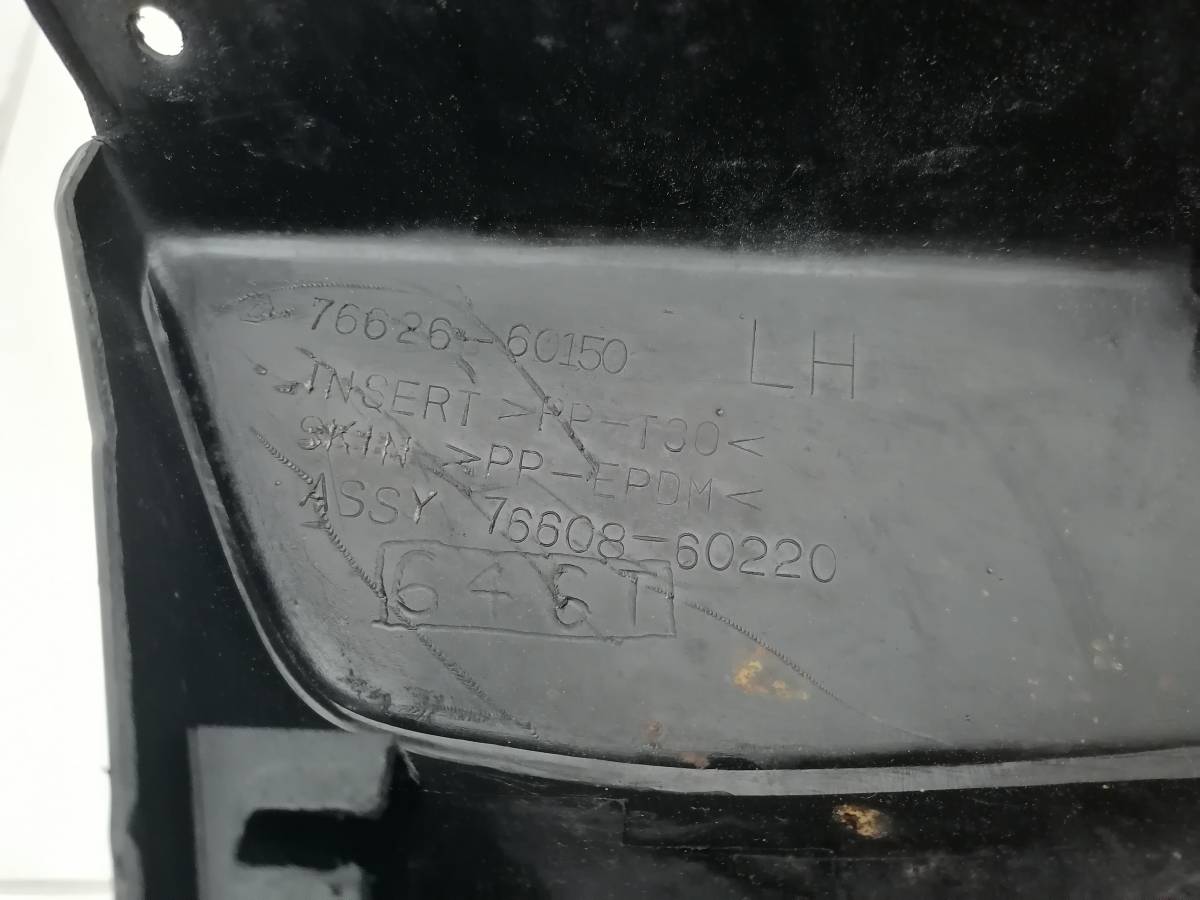 76626-60150 LH
INSERT >PP-T30<
SKIN >PP-EPDM<
ASSY 76608-60220
646T